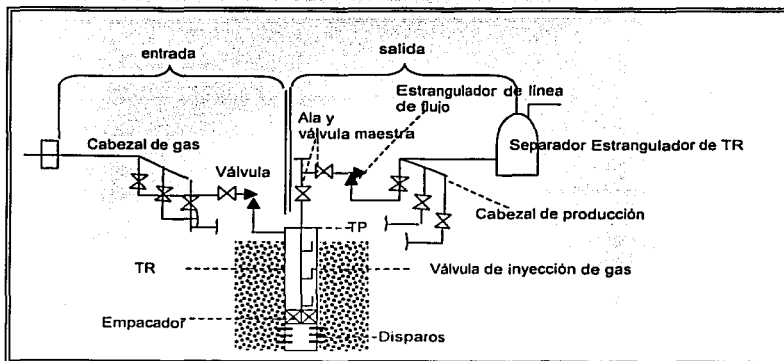 entrada
salida
Estrangulador de línea
de flujo
Ala y
válvula maestra
Cabezal de gas
Válvula
Separador Estrangulador de TR
Cabezal de producción
TP
TR
Válvula de inyección de gas
Empacador
Disparos